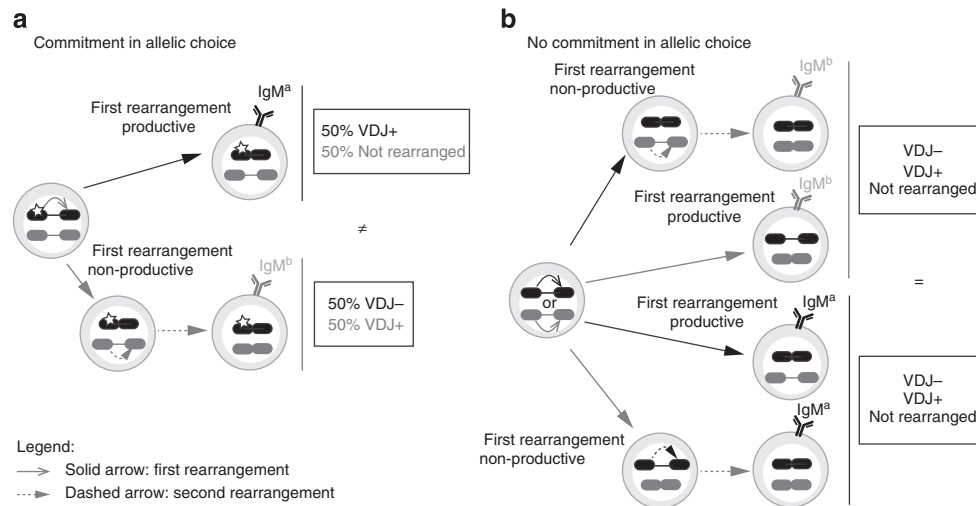 a
Commitment in allelic choice
First rearrangement
productive
IgMᵃ
50% VDJ+
50% Not rearranged
≠
First rearrangement
non-productive
IgMᵇ
50% VDJ–
50% VDJ+
Legend:
Solid arrow: first rearrangement
Dashed arrow: second rearrangement
b
No commitment in allelic choice
First rearrangement
non-productive
IgMᵇ
First rearrangement
productive
IgMᵇ
VDJ–
VDJ+
Not rearranged
=
or
First rearrangement
productive
IgMᵃ
First rearrangement
non-productive
IgMᵃ
VDJ–
VDJ+
Not rearranged